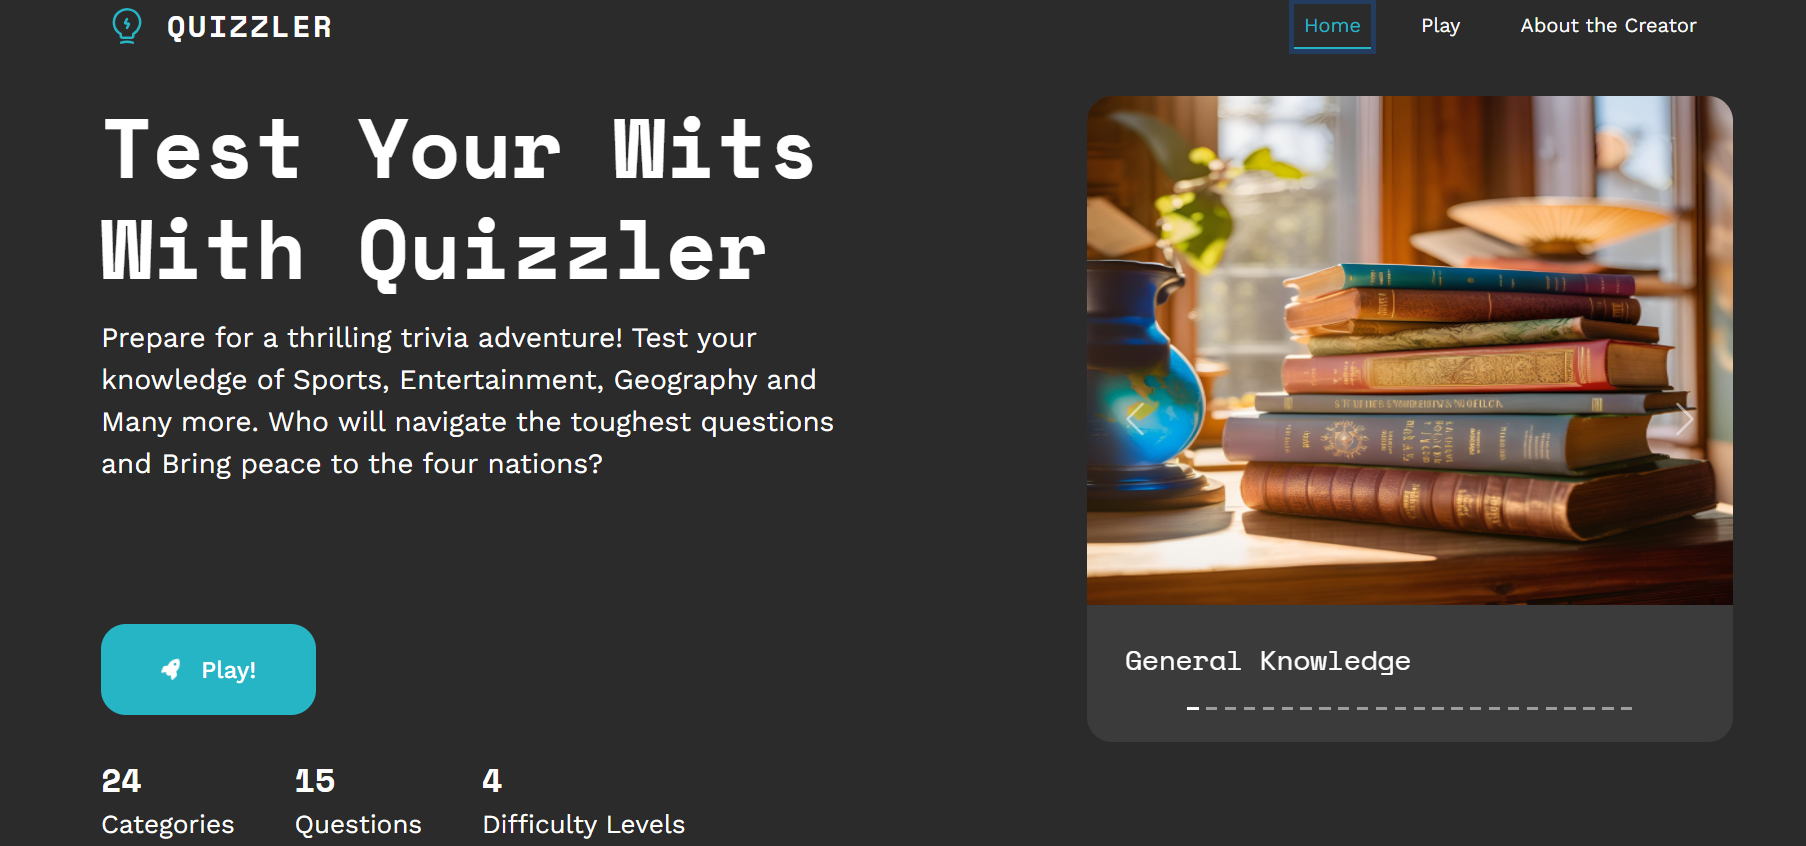 QUIZZLER
Home
Play
About the Creator
Test Your Wits
With Quizzler
Prepare for a thrilling trivia adventure! Test your
knowledge of Sports, Entertainment, Geography and
Many more. Who will navigate the toughest questions
and Bring peace to the four nations?
Play!
24
Categories
15
Questions
4
Difficulty Levels
General Knowledge